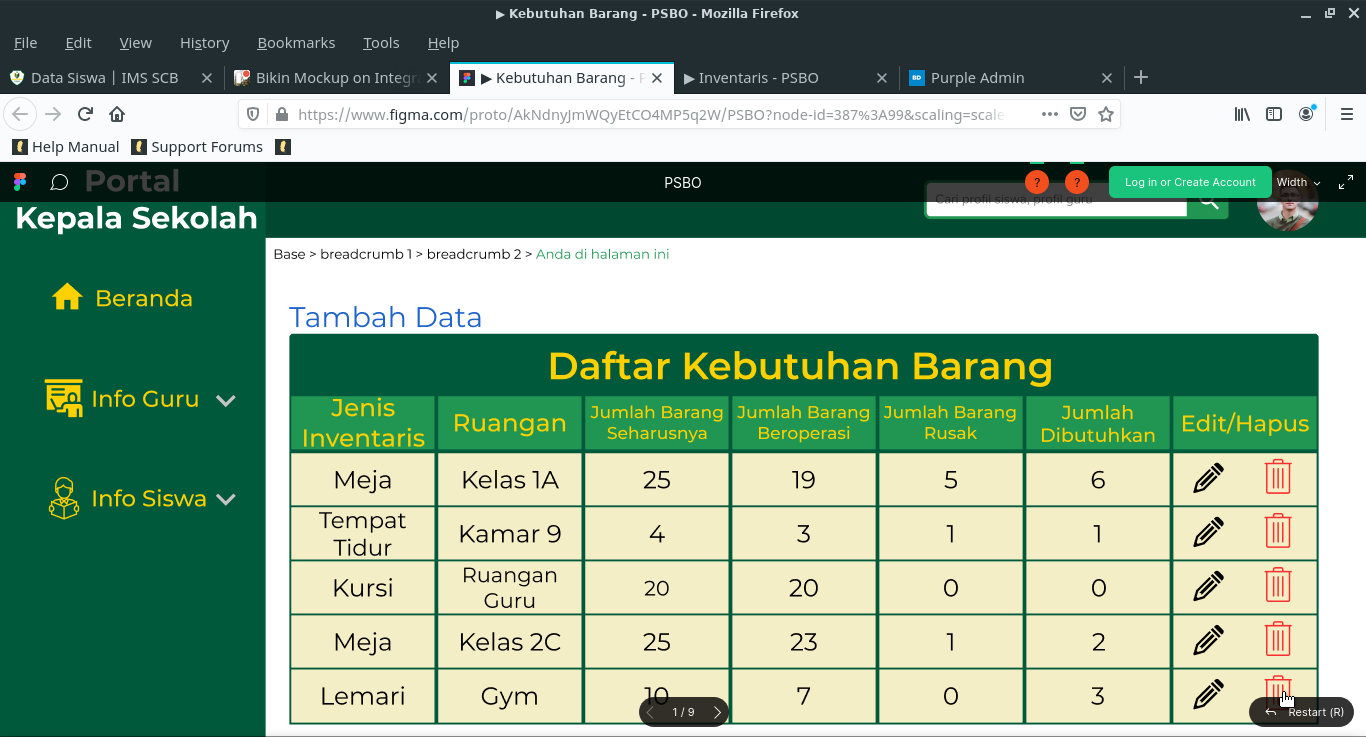 ▶ Kebutuhan Barang - PSBO - Mozilla Firefox
File Edit View History Bookmarks Tools Help
Data Siswa | IMS SCB
Bikin Mockup on Integr
▶ Kebutuhan Barang - P
▶ Inventaris - PSBO
BD Purple Admin
https://www.figma.com/proto/AkNdnyJmWQyEtCO4MP5q2W/PSBO?node-id=387%3A99&scaling=scale
Help Manual Support Forums
Portal
PSBO
? ?
Log in or Create Account
Width
Kepala Sekolah
Cari profil siswa, profil guru
Base > breadcrumb 1 > breadcrumb 2 > Anda di halaman ini
Beranda
Info Guru
Info Siswa
Tambah Data
Daftar Kebutuhan Barang
Jenis Inventaris Ruangan Jumlah Barang Seharusnya Jumlah Barang Beroperasi Jumlah Barang Rusak Jumlah Dibutuhkan Edit/Hapus
Meja Kelas 1A 25 19 5 6
Tempat Tidur Kamar 9 4 3 1 1
Kursi Ruangan Guru 20 20 0 0
Meja Kelas 2C 25 23 1 2
Lemari Gym 10 7 0 3
1 / 9
Restart (R)